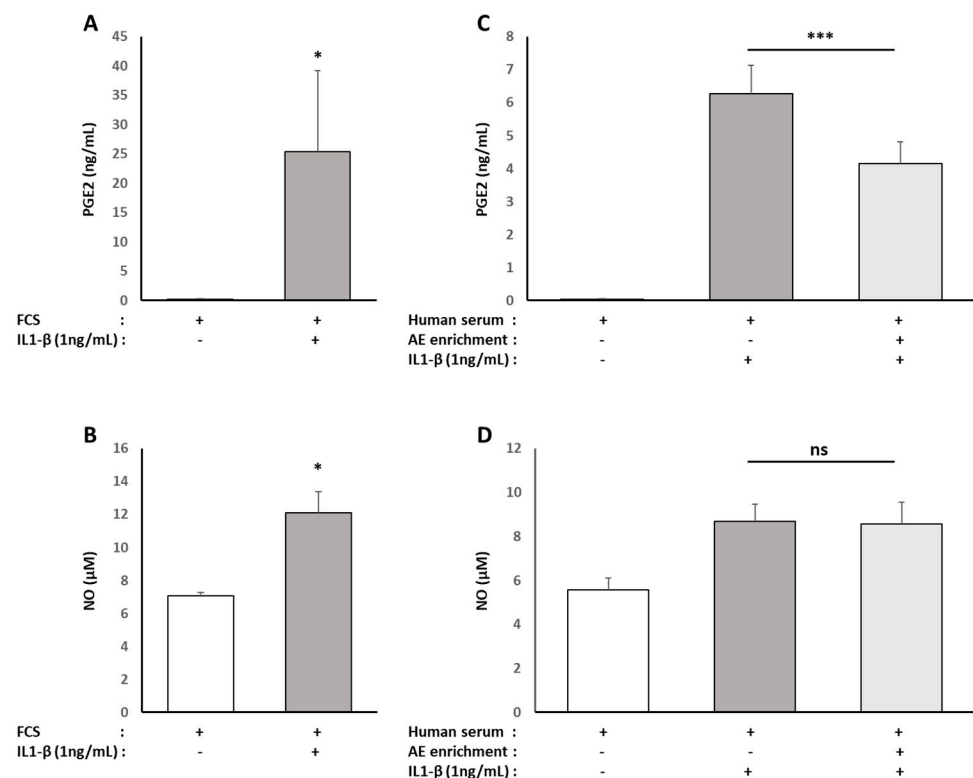 A
PGE2 (ng/mL)
45
40
35
30
25
20
15
10
5
0
*
FCS : + +
IL1-β (1ng/mL) : - +
C
PGE2 (ng/mL)
8
7
6
5
4
3
2
1
0
***
Human serum : + + +
AE enrichment : - - +
IL1-β (1ng/mL) : - + +
B
NO (µM)
16
14
12
10
8
6
4
2
0
*
FCS : + +
IL1-β (1ng/mL) : - +
D
NO (µM)
12
10
8
6
4
2
0
ns
Human serum : + + +
AE enrichment : - - +
IL1-β (1ng/mL) : - + +